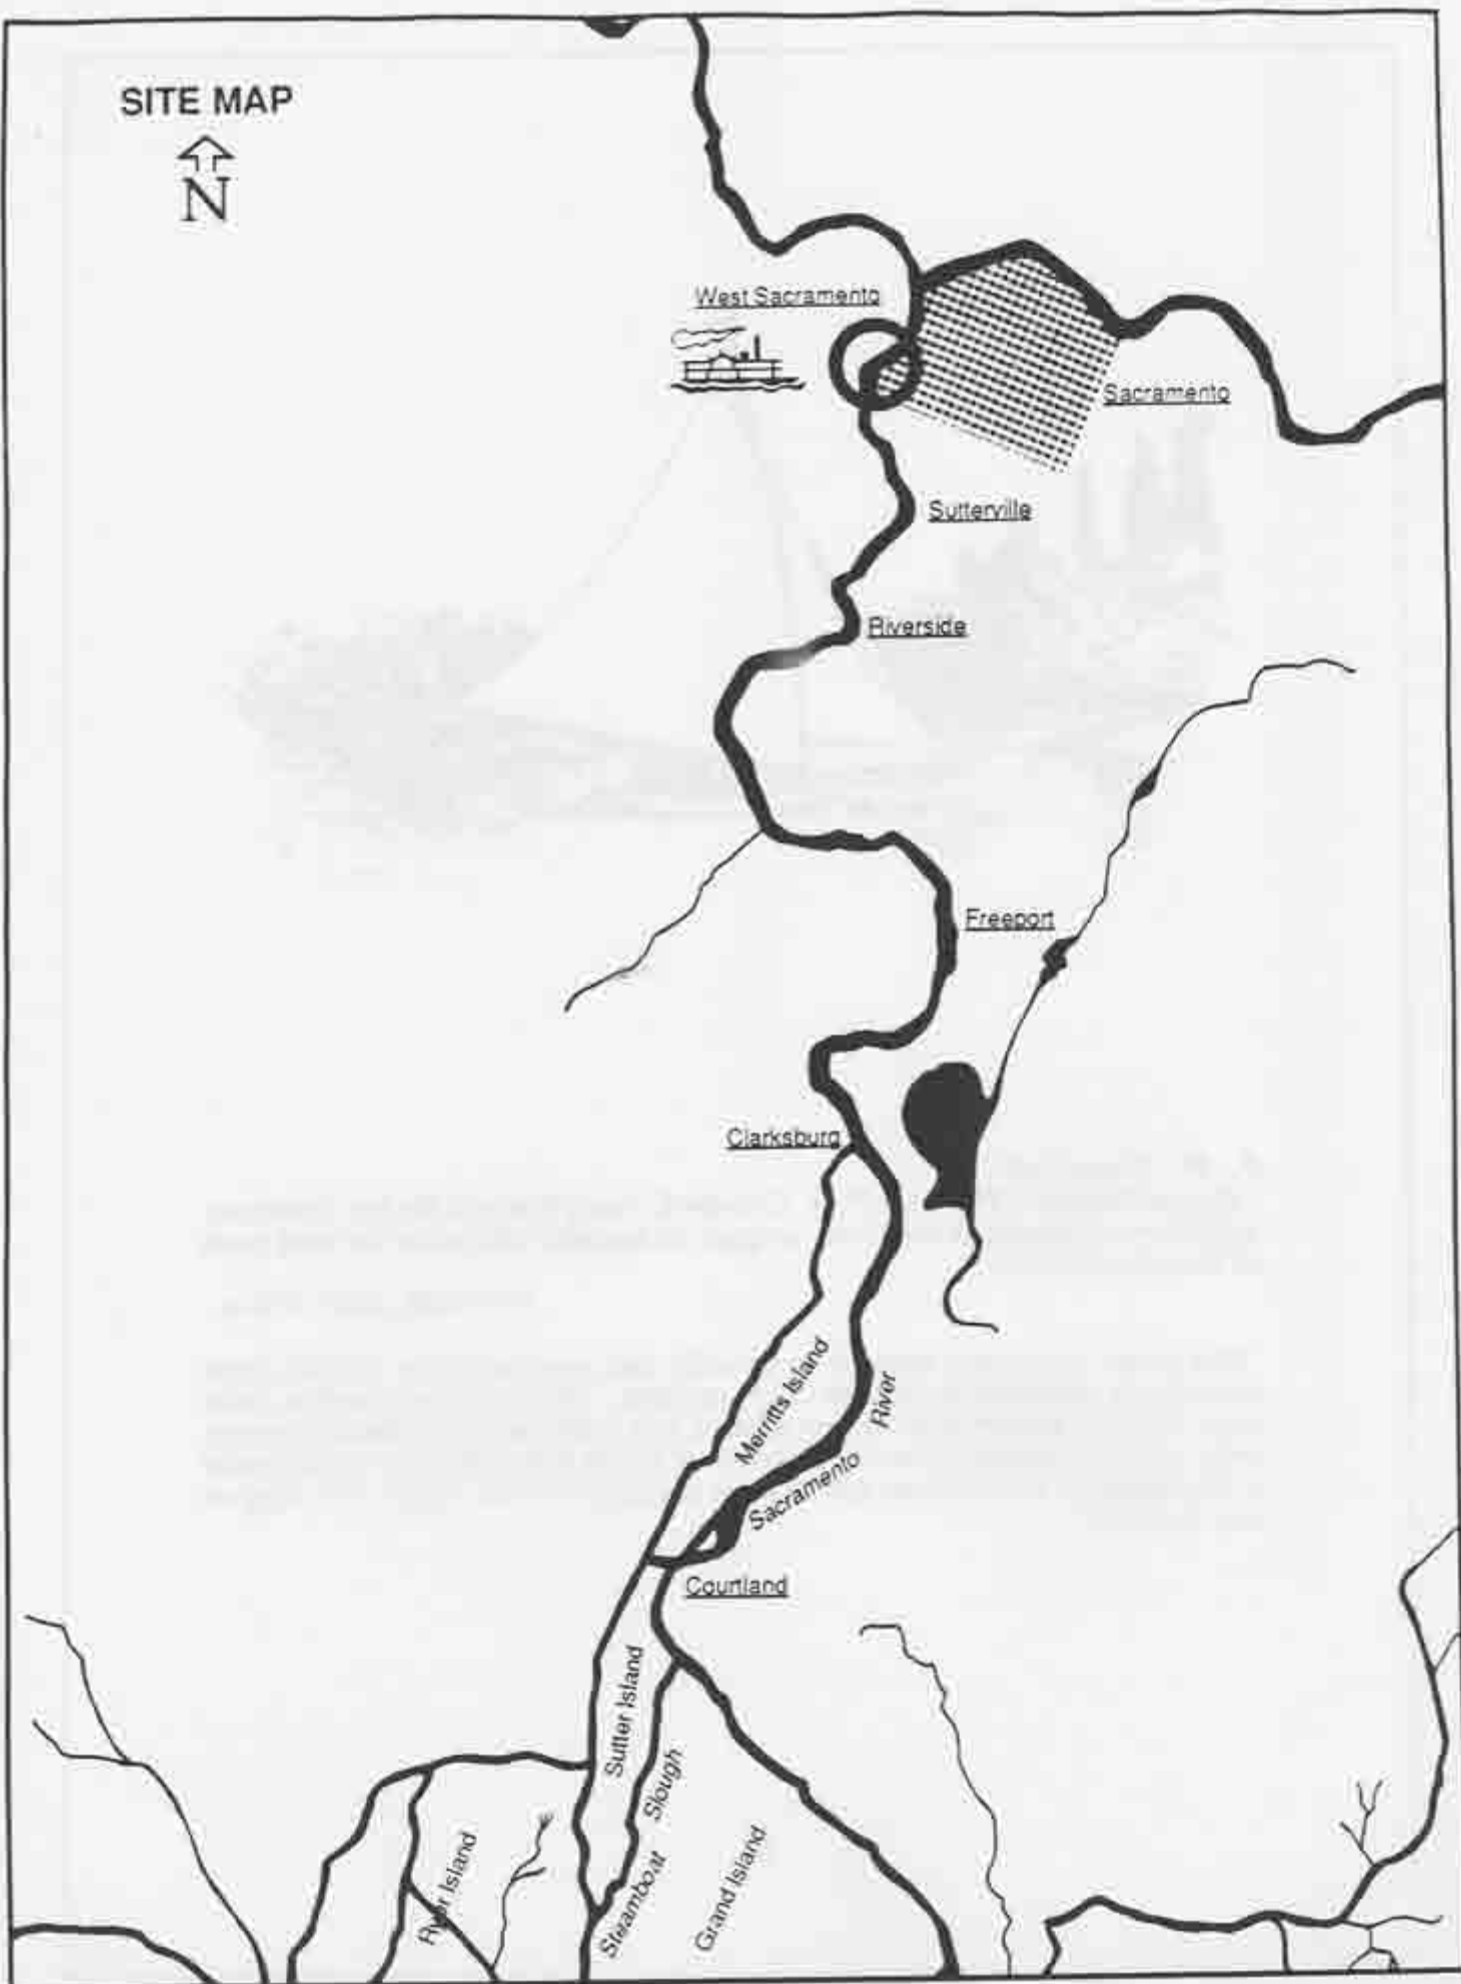 SITE MAP
N
West Sacramento
Sacramento
Sutterville
Riverside
Freeport
Clarksburg
Merritts Island
River
Sacramento
Courtland
Sutter Island
Slough
Steamboat
Grand Island
Island